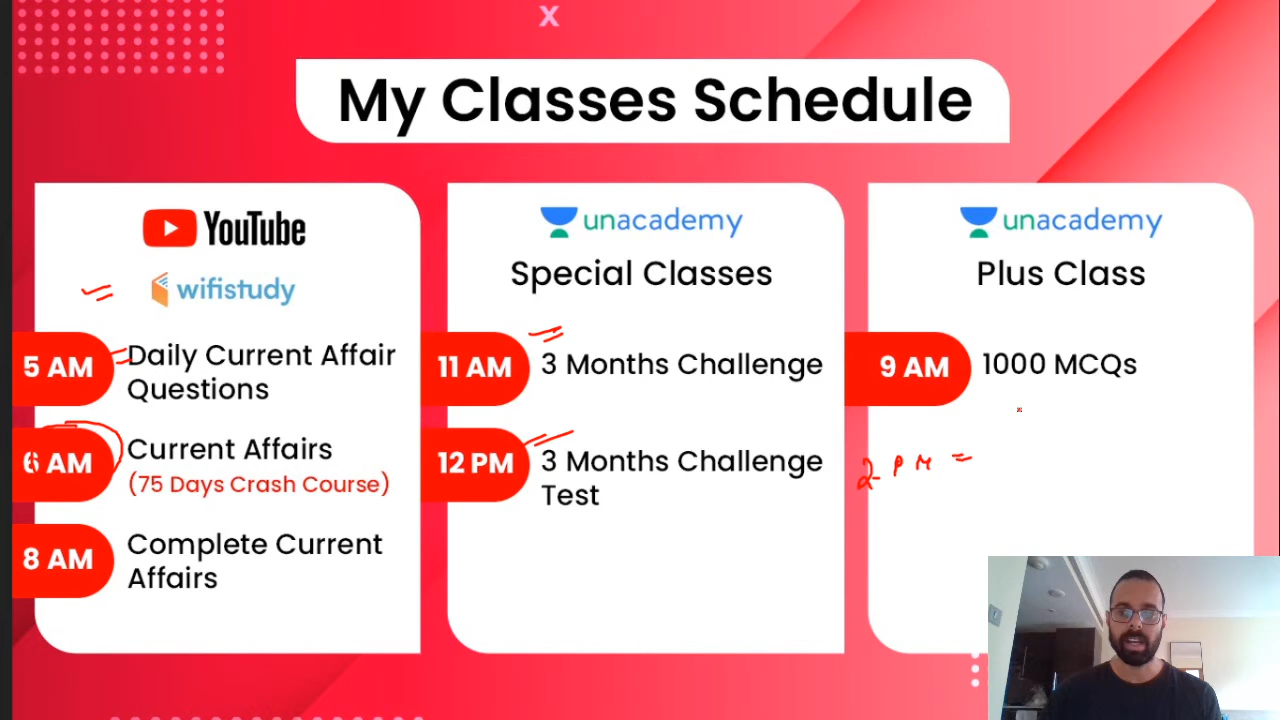 x
My Classes Schedule
YouTube
wifistudy
5 AM
Daily Current Affair
Questions
6 AM
Current Affairs
(75 Days Crash Course)
8 AM
Complete Current
Affairs
unacademy
Special Classes
11 AM
3 Months Challenge
12 PM
3 Months Challenge
Test
unacademy
Plus Class
9 AM
1000 MCQs
2 PM =